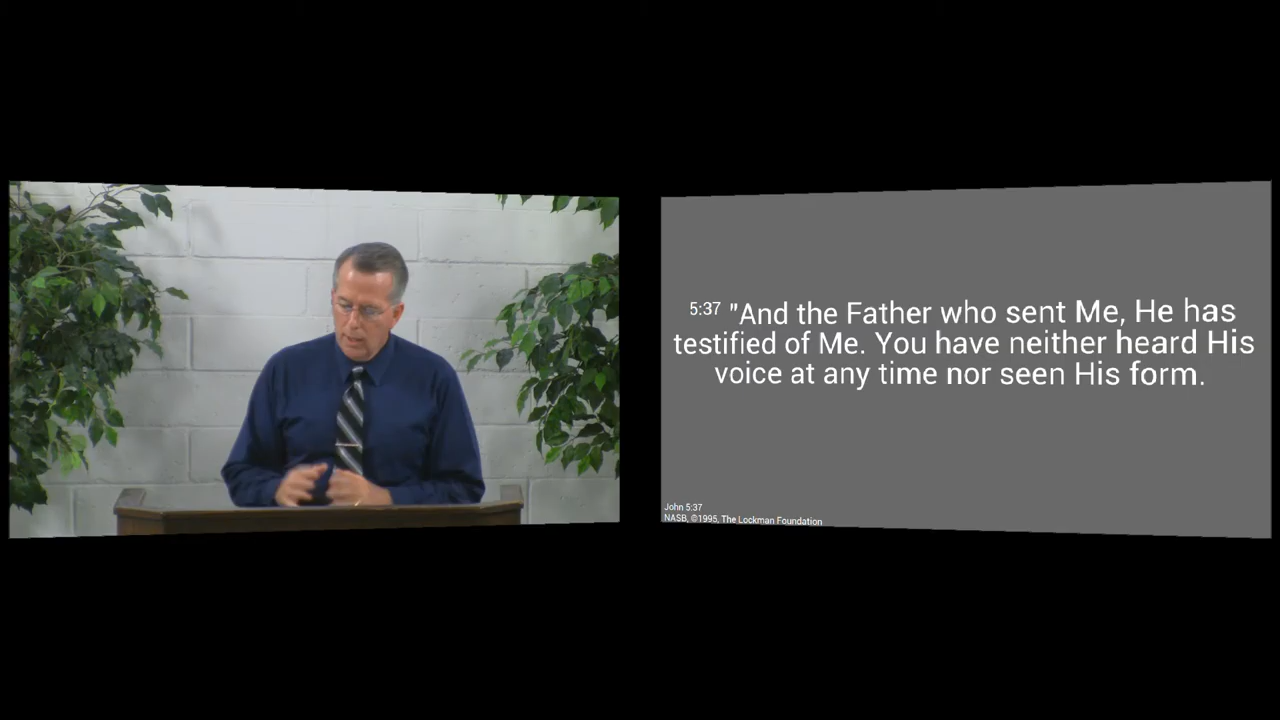 5:37 "And the Father who sent Me, He has
testified of Me. You have neither heard His
voice at any time nor seen His form.
John 5:37
NASB, ©1995, The Lockman Foundation